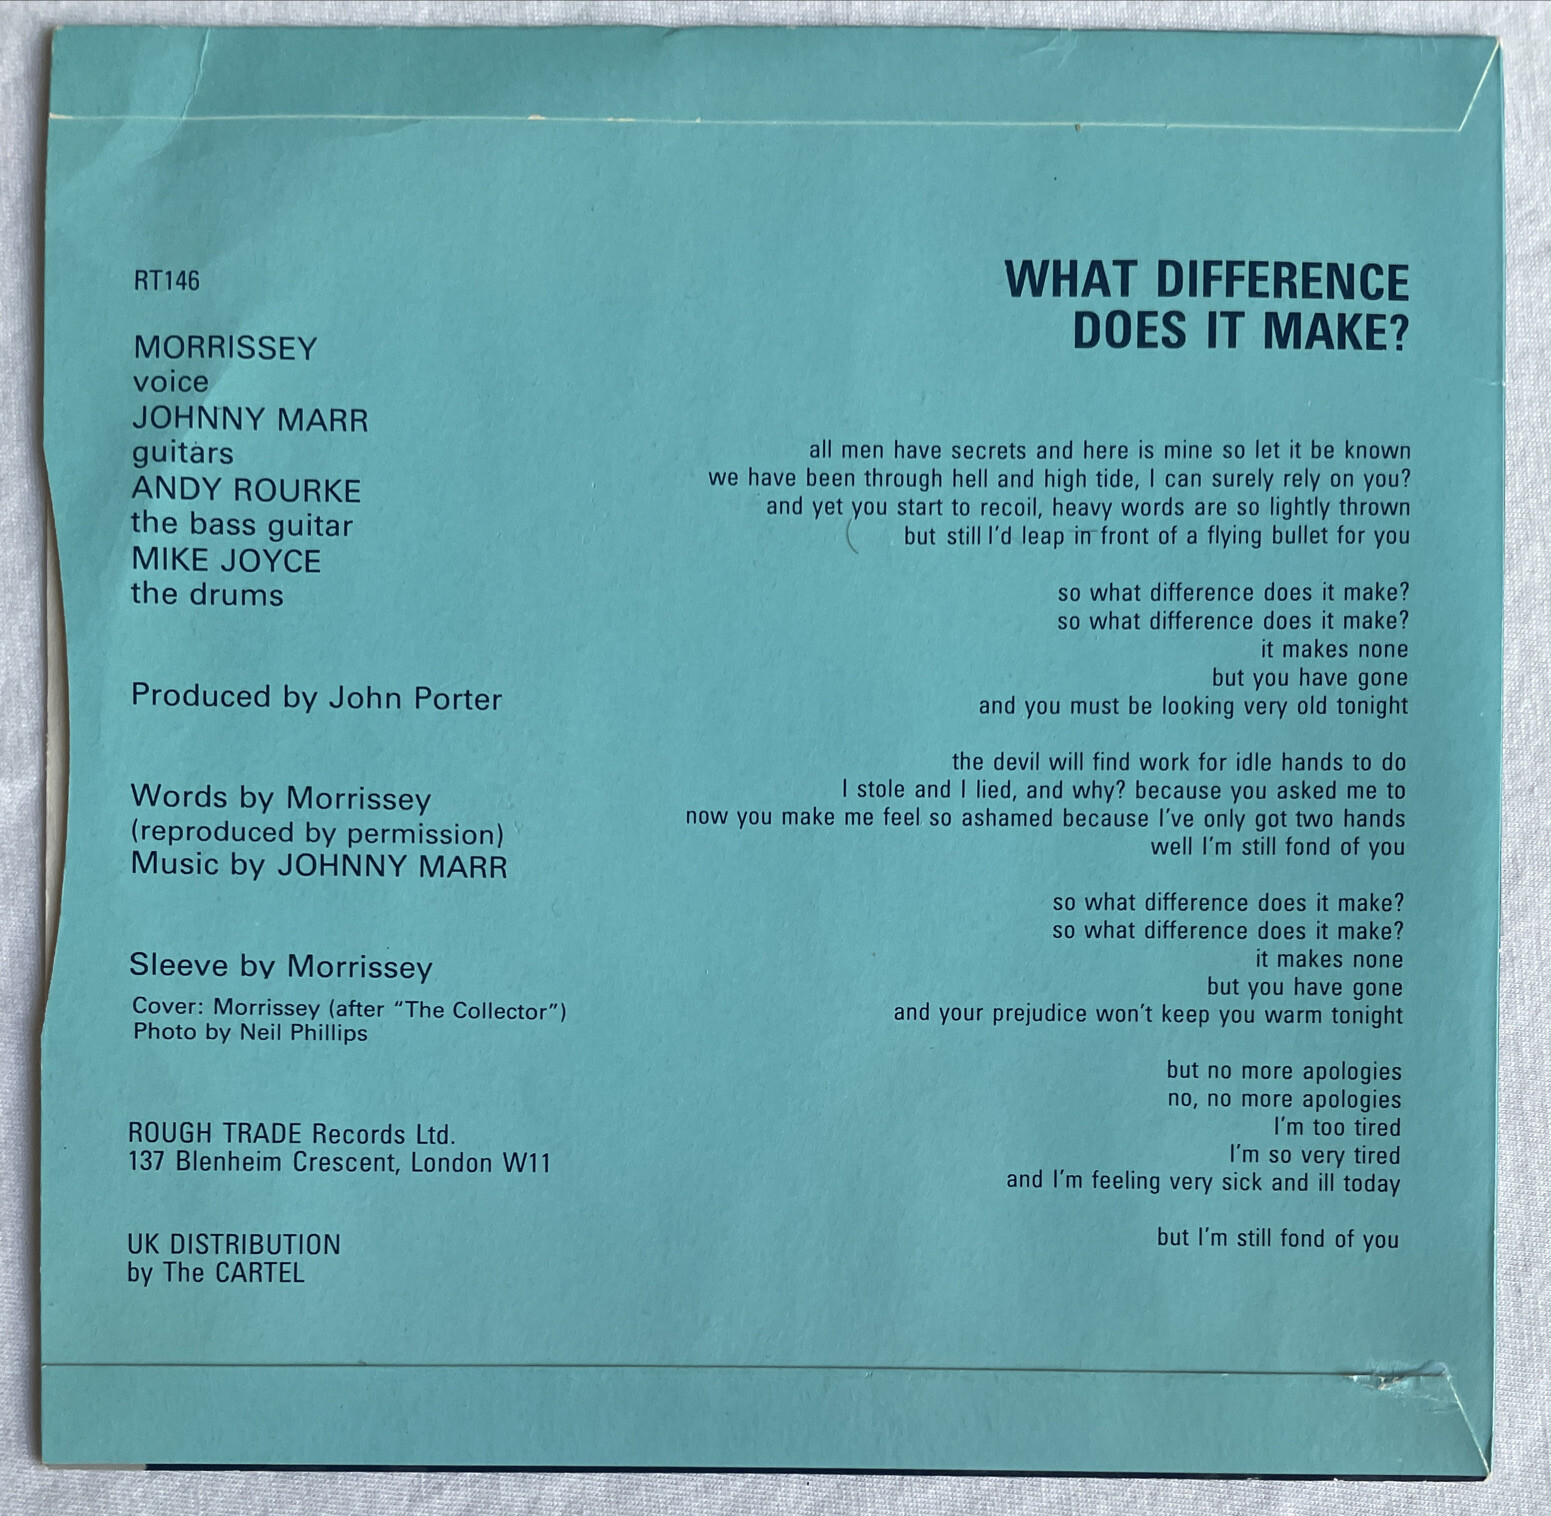 RT146
MORRISSEY
voice
JOHNNY MARR
guitars
ANDY ROURKE
the bass guitar
MIKE JOYCE
the drums
Produced by John Porter
Words by Morrissey
(reproduced by permission)
Music by JOHNNY MARR
Sleeve by Morrissey
Cover: Morrissey (after “The Collector”)
Photo by Neil Phillips
ROUGH TRADE Records Ltd.
137 Blenheim Crescent, London W11
UK DISTRIBUTION
by The CARTEL
WHAT DIFFERENCE
DOES IT MAKE?
all men have secrets and here is mine so let it be known
we have been through hell and high tide, I can surely rely on you?
and yet you start to recoil, heavy words are so lightly thrown
but still I'd leap in front of a flying bullet for you
so what difference does it make?
so what difference does it make?
it makes none
but you have gone
and you must be looking very old tonight
the devil will find work for idle hands to do
I stole and I lied, and why? because you asked me to
now you make me feel so ashamed because I've only got two hands
well I'm still fond of you
so what difference does it make?
so what difference does it make?
it makes none
but you have gone
and your prejudice won't keep you warm tonight
but no more apologies
no, no more apologies
I'm too tired
I'm so very tired
and I'm feeling very sick and ill today
but I'm still fond of you